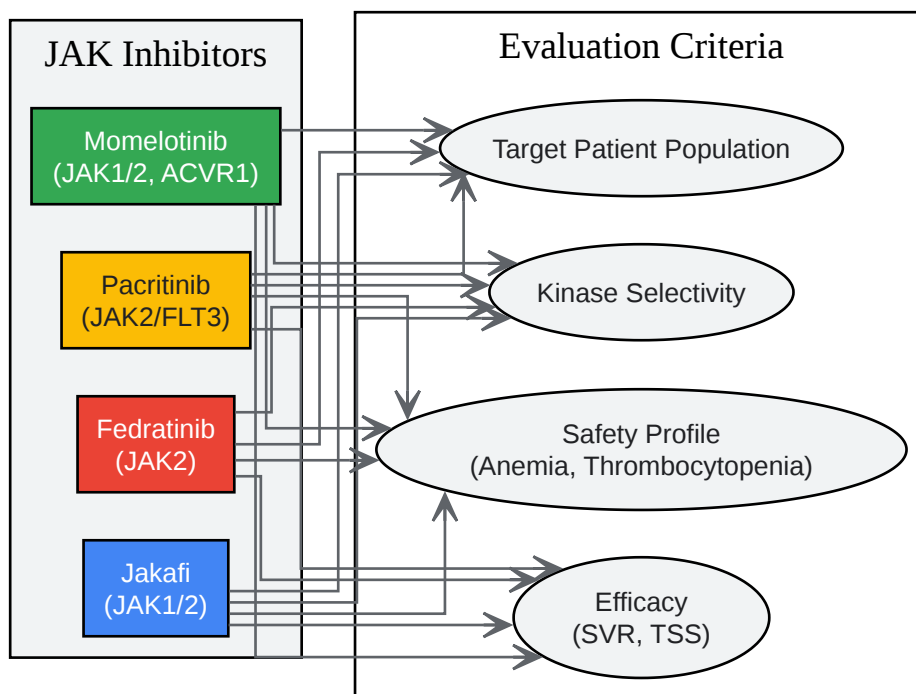 JAK Inhibitors
Momelotinib
(JAK1/2, ACVR1)
Pacritinib
(JAK2/FLT3)
Fedratinib
(JAK2)
Jakafi
(JAK1/2)
Evaluation Criteria
Target Patient Population
Kinase Selectivity
Safety Profile
(Anemia, Thrombocytopenia)
Efficacy
(SVR, TSS)